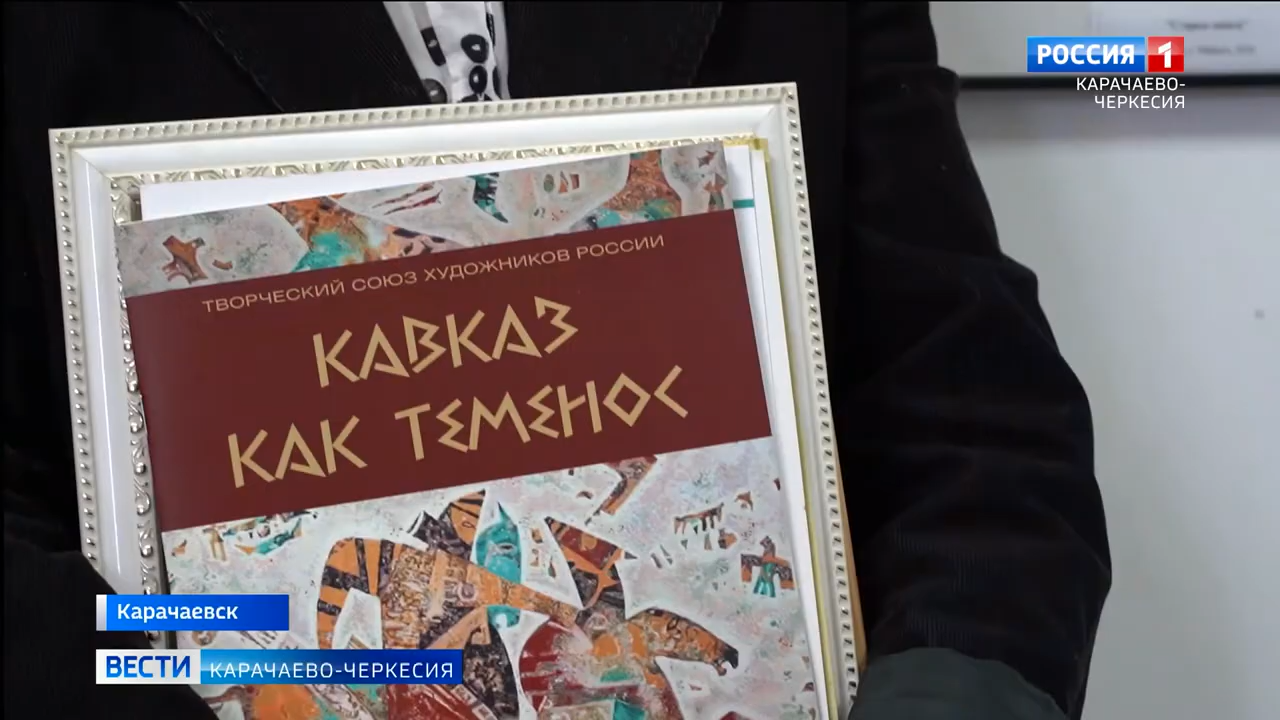 РОССИЯ 1
КАРАЧАЕВО-
ЧЕРКЕСИЯ
ТВОРЧЕСКИЙ СОЮЗ ХУДОЖНИКОВ РОССИИ
КАВКАЗ
КАК ТЕМЕНОС
Карачаевск
ВЕСТИ КАРАЧАЕВО-ЧЕРКЕСИЯ